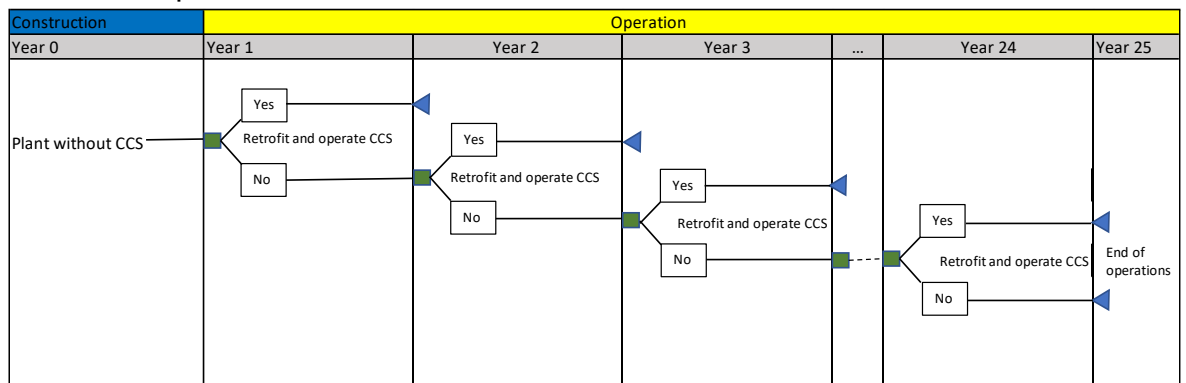 Construction Operation
Year 0 Year 1 Year 2 Year 3 ... Year 24 Year 25
Plant without CCS
Yes
Retrofit and operate CCS
No
Yes
Retrofit and operate CCS
No
Yes
Retrofit and operate CCS
No
Yes
Retrofit and operate CCS
No
End of
operations